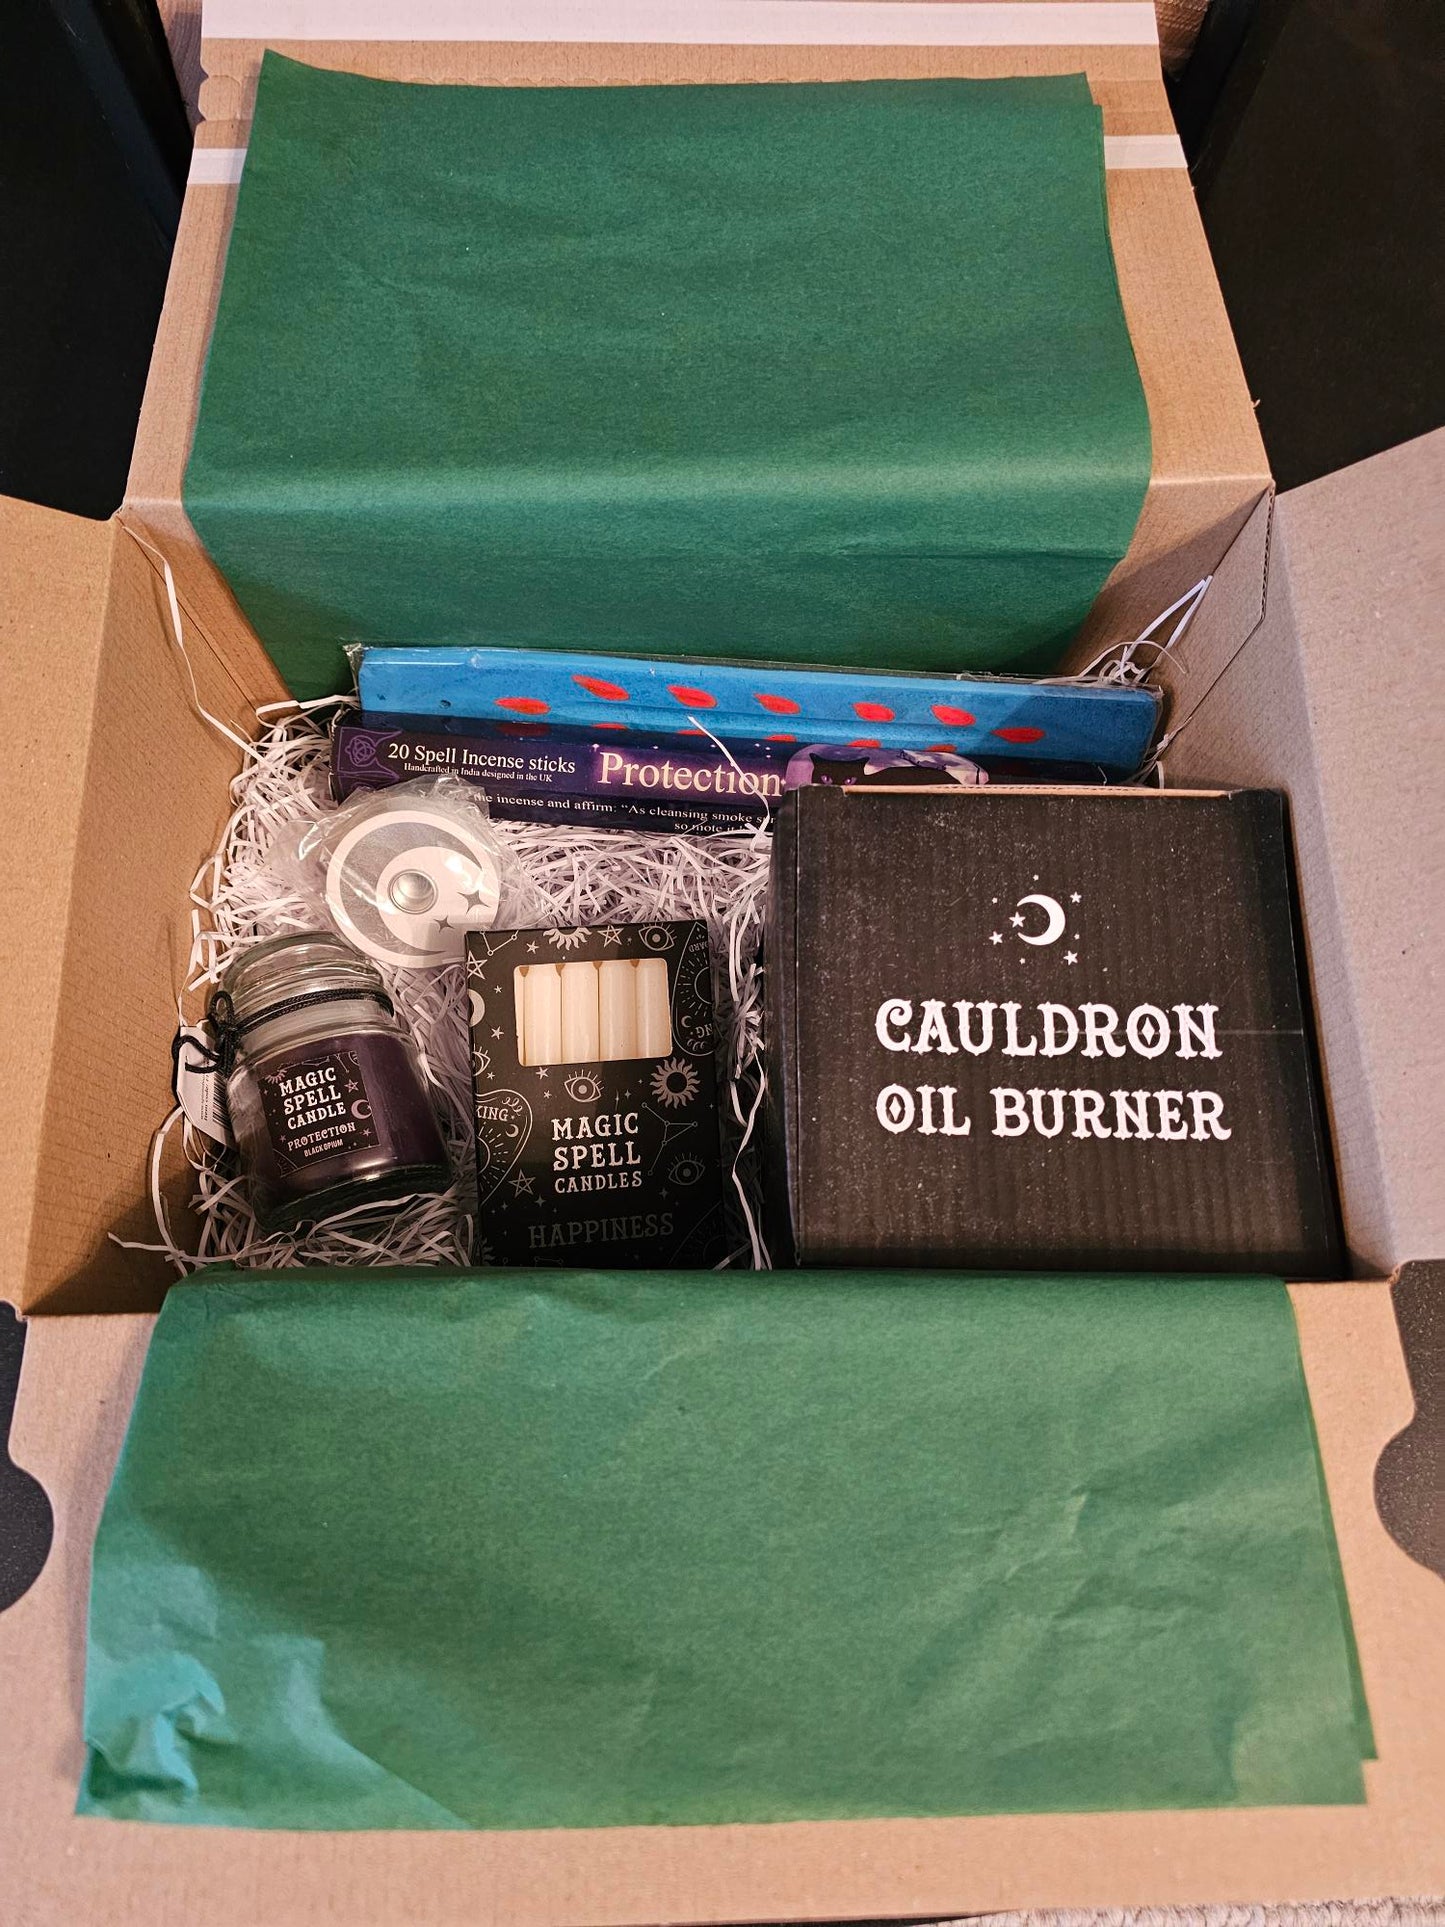 20 Spell Incense sticks
Handcrafted in India designed in the UK
Protection
the incense and affirm: "As cleansing smoke
so mote it
MAGIC
SPELL
CANDLE
PROTECTION
BLACK OPIUM
KING
MAGIC
SPELL
CANDLES
HAPPINESS
CAULDRON
OIL BURNER